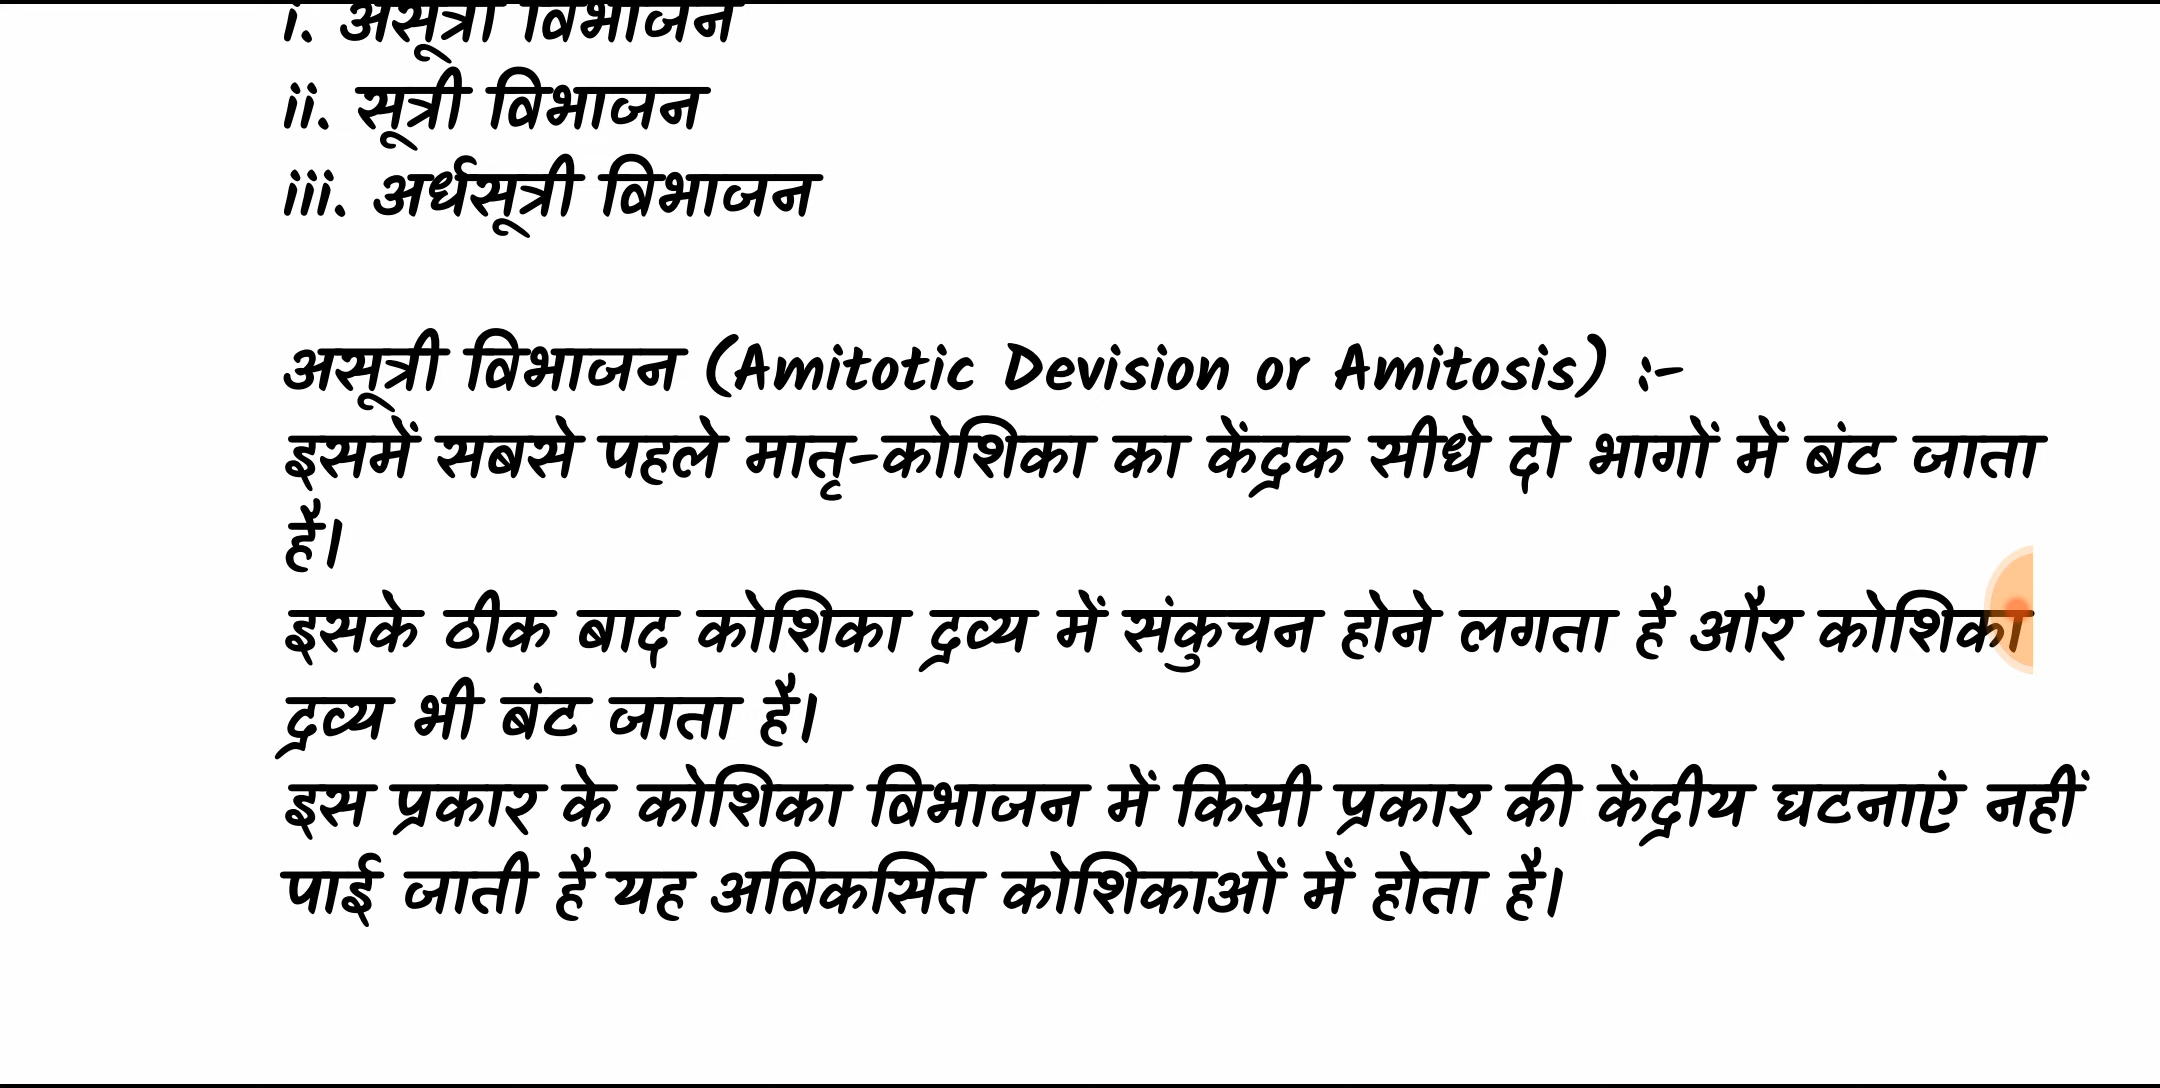 i. असूत्री विभाजन
ii. सूत्री विभाजन
iii. अर्धसूत्री विभाजन
असूत्री विभाजन (Amitotic Devision or Amitosis) :-
इसमें सबसे पहले मातृ-कोशिका का केंद्रक सीधे दो भागों में बंट जाता
है।
इसके ठीक बाद कोशिका द्रव्य में संकुचन होने लगता है और कोशिका
द्रव्य भी बंट जाता है।
इस प्रकार के कोशिका विभाजन में किसी प्रकार की केंद्रीय घटनाएं नहीं
पाई जाती है यह अविकसित कोशिकाओं में होता है।